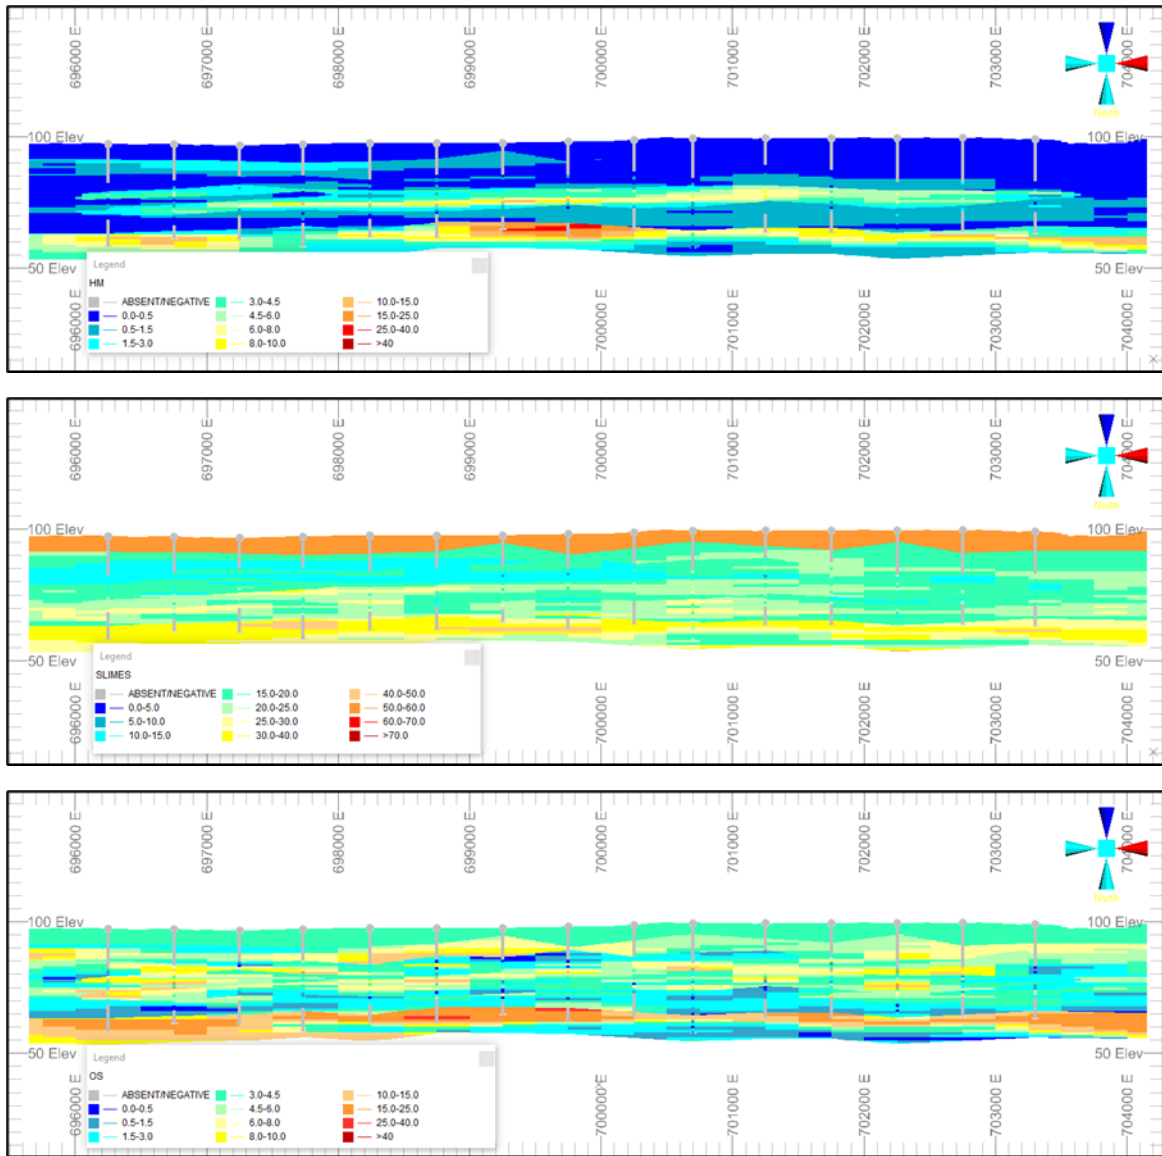 696000 E
697000 E
698000 E
699000 E
700000 E
701000 E
702000 E
703000 E
704000 E
North
100 Elev
100 Elev
50 Elev
50 Elev
Legend
HM
ABSENT/NEGATIVE 3.0-4.5 10.0-15.0
0.0-0.5 4.5-6.0 15.0-25.0
0.5-1.5 6.0-8.0 25.0-40.0
1.5-3.0 8.0-10.0 >40
696000 E
697000 E
698000 E
700000 E
701000 E
702000 E
703000 E
704000 E
696000 E
697000 E
698000 E
699000 E
700000 E
701000 E
702000 E
703000 E
704000 E
North
100 Elev
100 Elev
50 Elev
50 Elev
Legend
SLIMES
ABSENT/NEGATIVE 15.0-20.0 40.0-50.0
0.0-5.0 20.0-25.0 50.0-60.0
5.0-10.0 25.0-30.0 60.0-70.0
10.0-15.0 30.0-40.0 >70.0
696000 E
700000 E
701000 E
702000 E
703000 E
704000 E
696000 E
697000 E
698000 E
699000 E
700000 E
701000 E
702000 E
703000 E
North
100 Elev
100 Elev
50 Elev
50 Elev
Legend
OS
ABSENT/NEGATIVE 3.0-4.5 10.0-15.0
0.0-0.5 4.5-6.0 15.0-25.0
0.5-1.5 6.0-8.0 25.0-40.0
1.5-3.0 8.0-10.0 >40
696000 E
700000 E
701000 E
702000 E
703000 E
704000 E